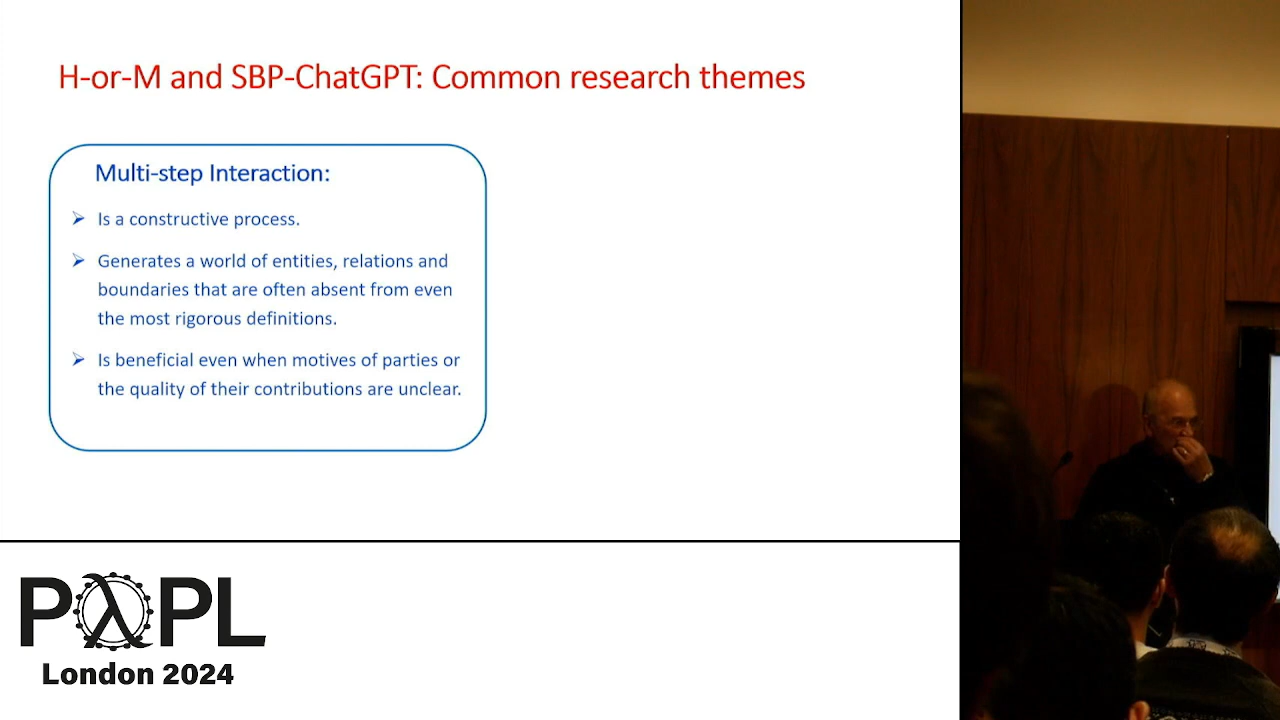 H-or-M and SBP-ChatGPT: Common research themes
Multi-step Interaction:
➢ Is a constructive process.
➢ Generates a world of entities, relations and
boundaries that are often absent from even
the most rigorous definitions.
➢ Is beneficial even when motives of parties or
the quality of their contributions are unclear.
PλPL
London 2024